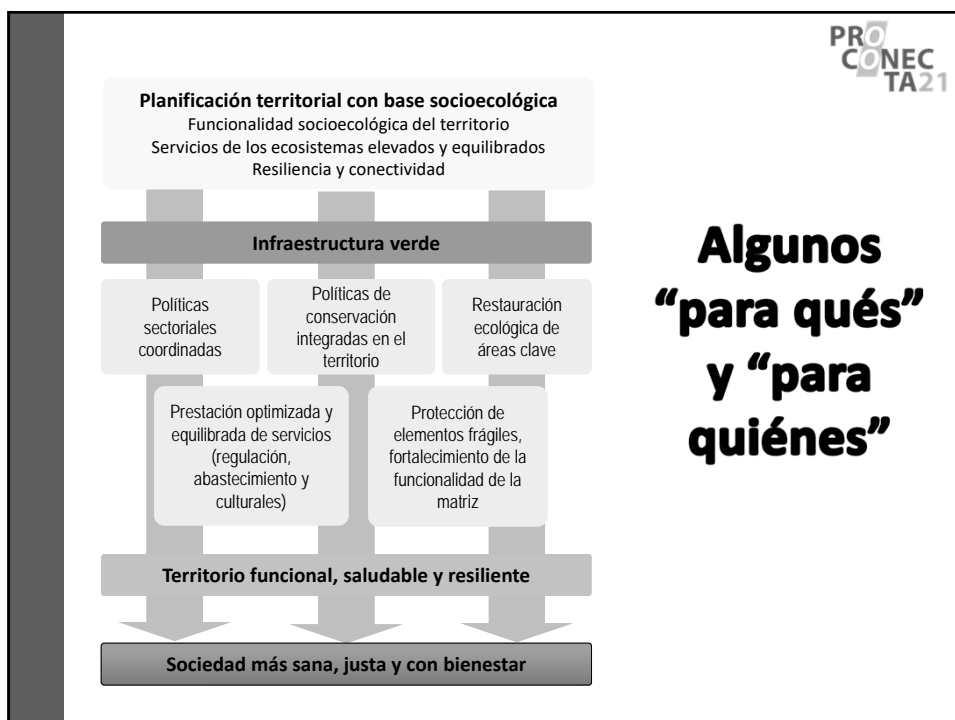 PRO
CONEC
TA21
Planificación territorial con base socioecológica
Funcionalidad socioecológica del territorio
Servicios de los ecosistemas elevados y equilibrados
Resiliencia y conectividad
Infraestructura verde
Políticas
sectoriales
coordinadas
Políticas de
conservación
integradas en el
territorio
Restauración
ecológica de
áreas clave
Prestación optimizada y
equilibrada de servicios
(regulación,
abastecimiento y
culturales)
Protección de
elementos frágiles,
fortalecimiento de la
funcionalidad de la
matriz
Territorio funcional, saludable y resiliente
Sociedad más sana, justa y con bienestar
Algunos
“para qués”
y “para
quiénes”